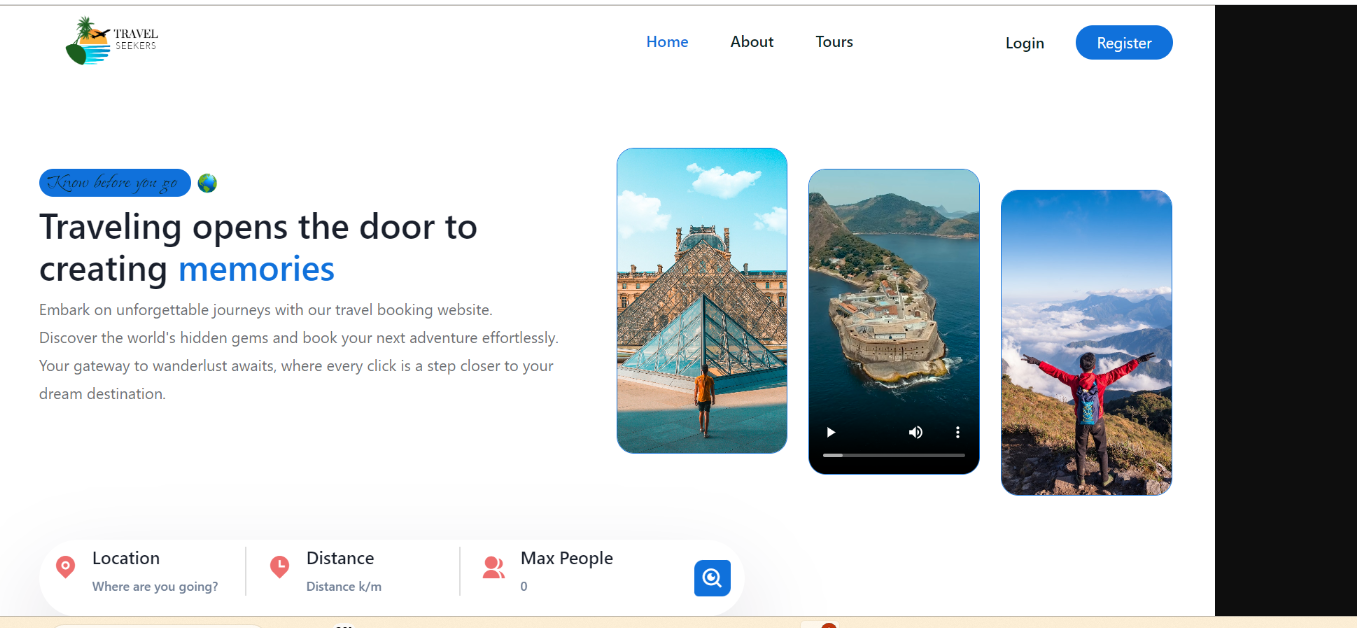 TRAVEL
SEEKERS
Home About Tours Login Register
Know before you go
Traveling opens the door to
creating memories
Embark on unforgettable journeys with our travel booking website.
Discover the world's hidden gems and book your next adventure effortlessly.
Your gateway to wanderlust awaits, where every click is a step closer to your
dream destination.
Location Distance Max People
Where are you going? Distance k/m 0